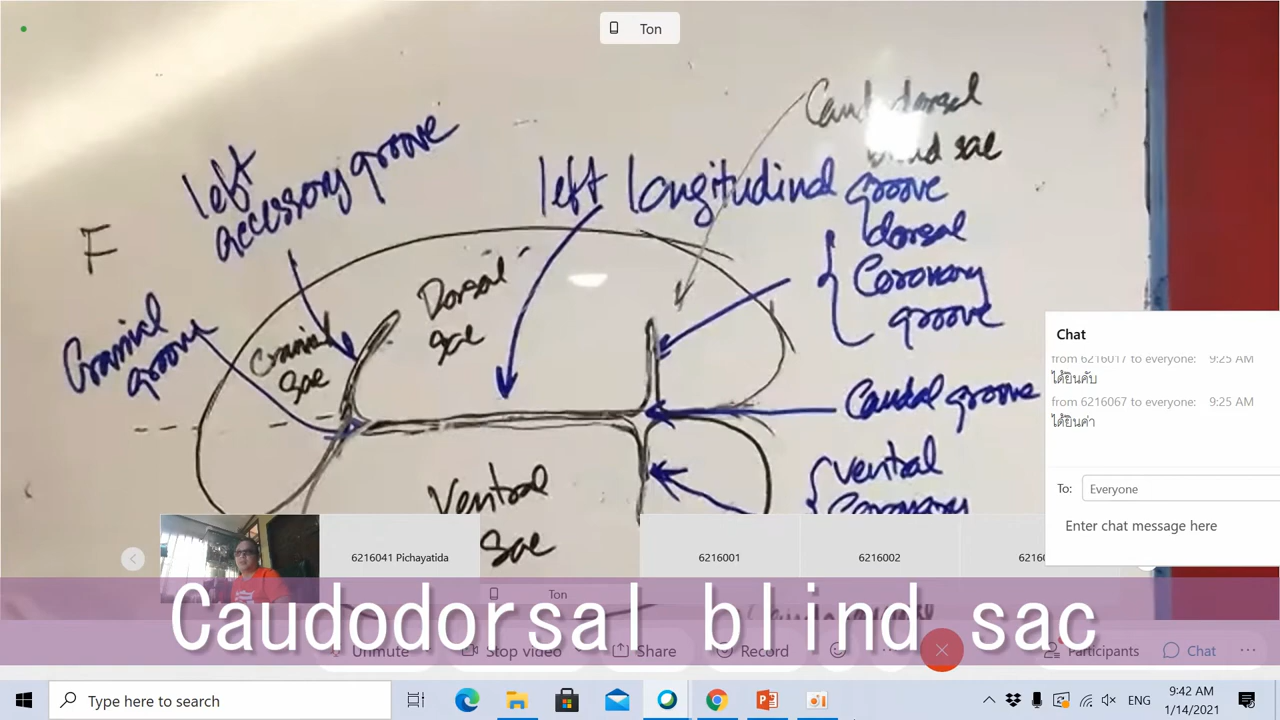 Ton
Caudodorsal
blind sac
left
accessory groove
left longitudinal groove
F
Dorsal
sac
dorsal
Coronary
groove
Cranial
groove
Cranial
sac
Caudal groove
Ventral
sac
ventral
Coronary
Chat
from 6216017 to everyone: 9:25 AM
ได้ยินคับ
from 6216067 to everyone: 9:25 AM
ได้ยินค่า
To: Everyone
Enter chat message here
6216041 Pichayatida
6216001
6216002
Ton
Caudodorsal blind sac
Unmute
Stop video
Share
Record
Participants
Chat
Type here to search
ENG
9:42 AM
1/14/2021